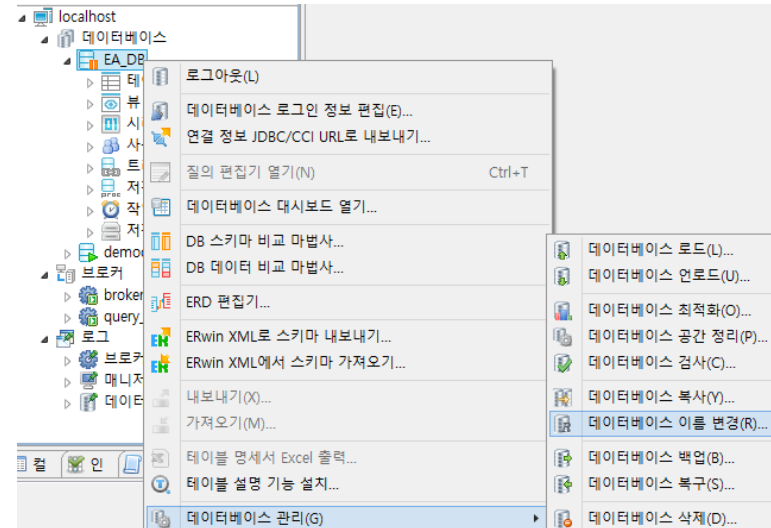 localhost
데이터베이스
EA_DB
뷰
demo
브로커
broker
query_
로그
브로커
매니저
데이터
컬
인
로그아웃(L)
데이터베이스 로그인 정보 편집(E)...
연결 정보 JDBC/CCI URL로 내보내기...
질의 편집기 열기(N) Ctrl+T
데이터베이스 대시보드 열기...
DB 스키마 비교 마법사...
DB 데이터 비교 마법사...
ERD 편집기...
ERwin XML로 스키마 내보내기...
ERwin XML에서 스키마 가져오기...
내보내기(X)...
가져오기(M)...
테이블 명세서 Excel 출력...
테이블 설명 기능 설치...
데이터베이스 관리(G)
데이터베이스 로드(L)...
데이터베이스 언로드(U)...
데이터베이스 최적화(O)...
데이터베이스 공간 정리(P)...
데이터베이스 검사(C)...
데이터베이스 복사(Y)...
데이터베이스 이름 변경(R)...
데이터베이스 백업(B)...
데이터베이스 복구(S)...
데이터베이스 삭제(D)...